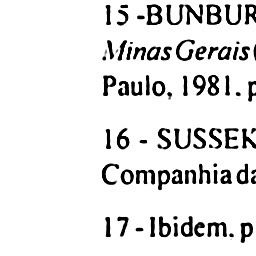 15 -BUNBUR
Minas Gerais (
Paulo, 1981. p
16 - SUSSEK
Companhia da
17 - Ibidem. p